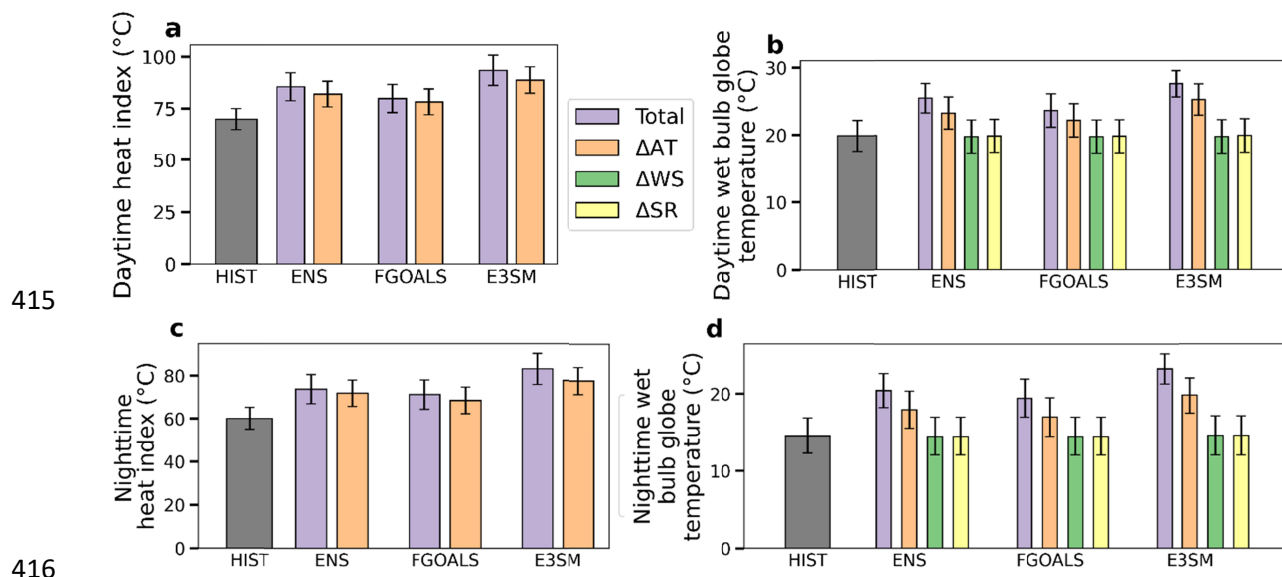 a
Daytime heat index (°C)
100
75
50
25
0
HIST
ENS
FGOALS
E3SM
Total
ΔAT
ΔWS
ΔSR
b
Daytime wet bulb globe
temperature (°C)
30
20
10
0
HIST
ENS
FGOALS
E3SM
415
c
Nighttime
heat index (°C)
80
60
40
20
0
HIST
ENS
FGOALS
E3SM
d
Nighttime wet
bulb globe
temperature (°C)
20
10
0
HIST
ENS
FGOALS
E3SM
416